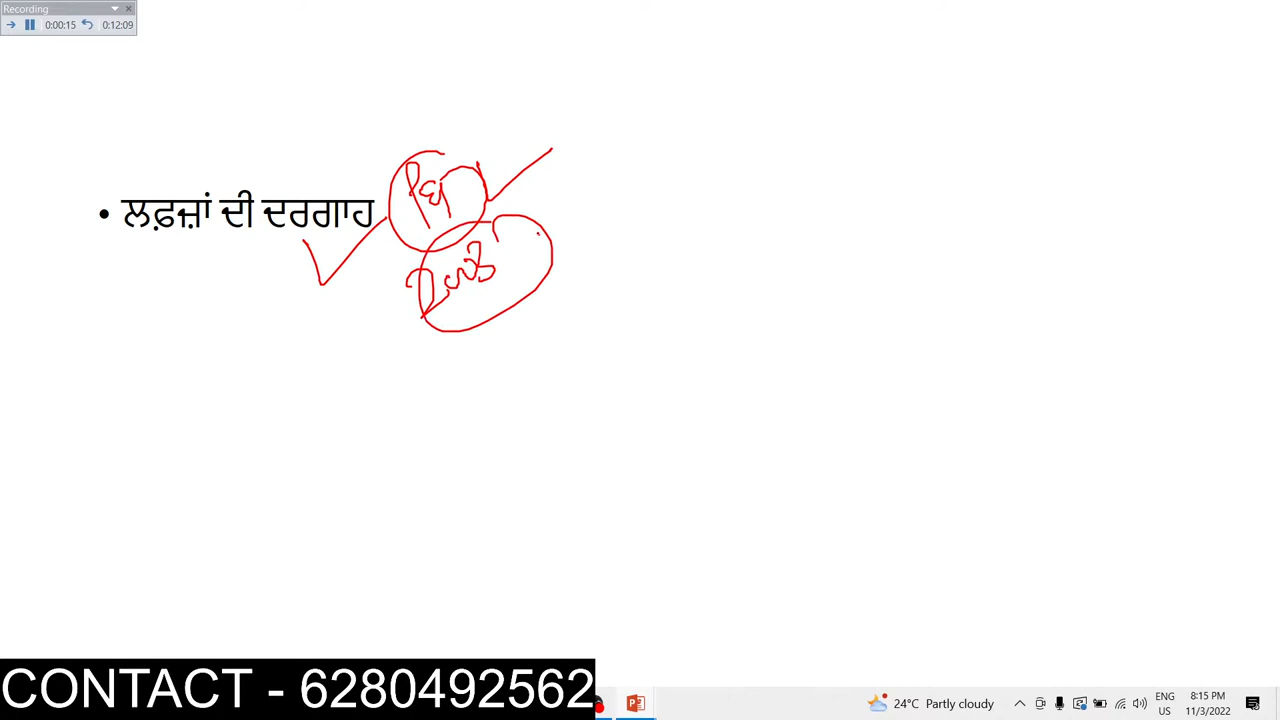 Recording
0:00:15 0:12:09
• ਲਫ਼ਜ਼ਾਂ ਦੀ ਦਰਗਾਹ
CONTACT - 6280492562
24°C Partly cloudy
ENG
US
8:15 PM
11/3/2022